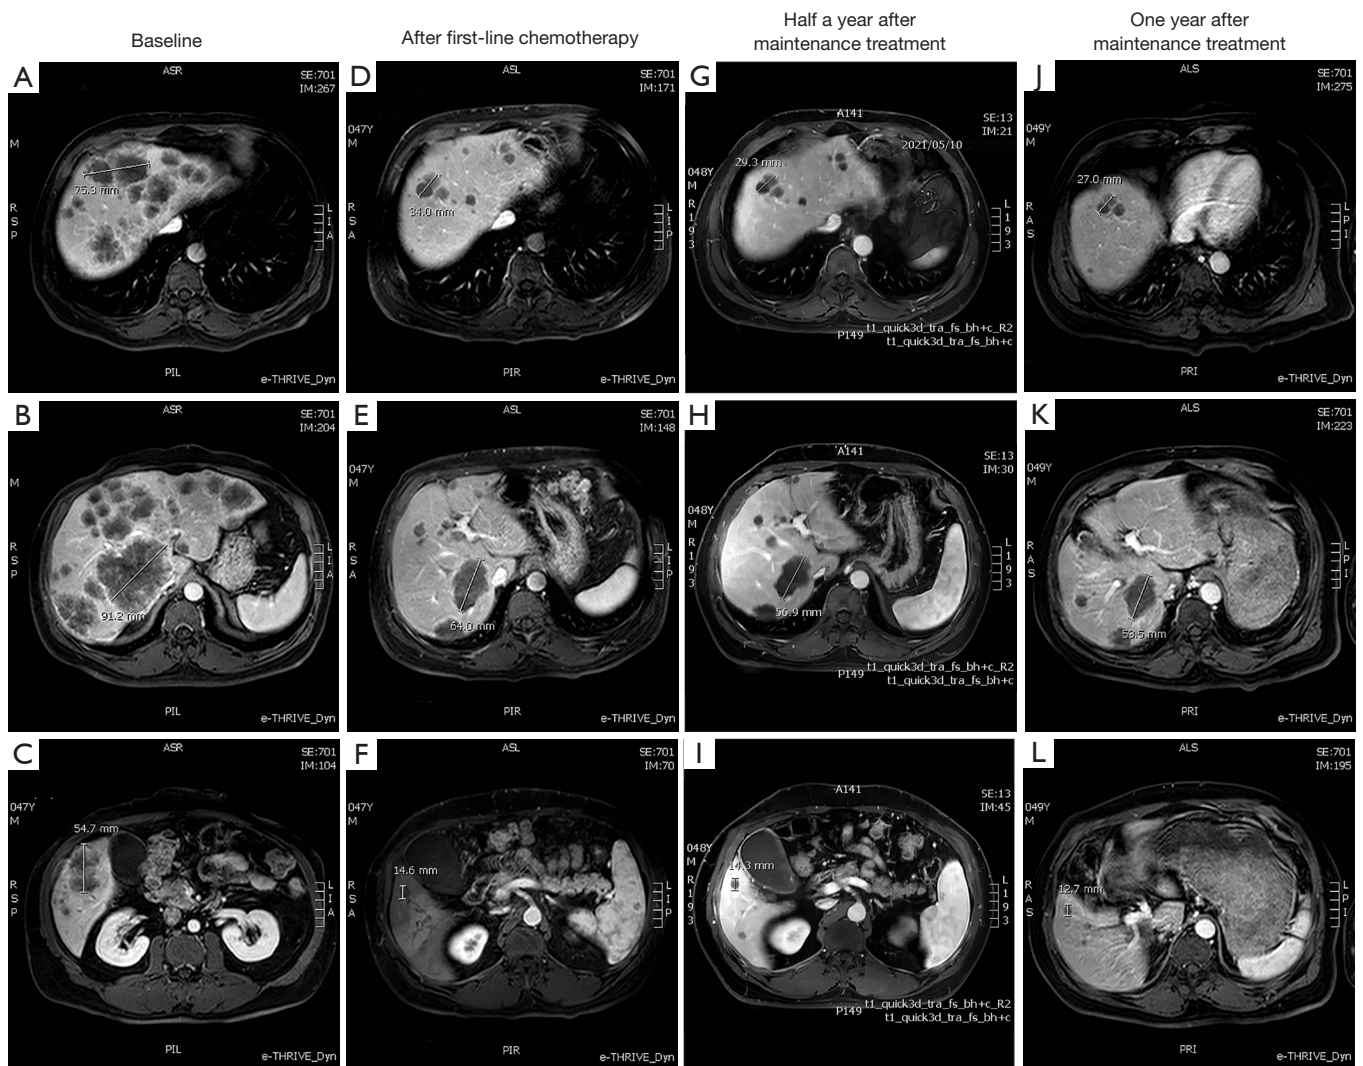 Baseline
After first-line chemotherapy
Half a year after
maintenance treatment
One year after
maintenance treatment
A
ASR
SE:701
IM:267
M
R
S
P
L
I
A
75.3 mm
PIL
e-THRIVE_Dyn
D
ASL
SE:701
IM:171
047Y
M
R
S
A
L
I
P
34.0 mm
PIR
e-THRIVE_Dyn
G
A141
SE:13
IM:21
2021/05/10
048Y
M
R
1
9
3
L
1
9
3
29.3 mm
P149
t1_quick3d_tra_fs_bh+c_R2
t1_quick3d_tra_fs_bh+c
J
ALS
SE:701
IM:275
049Y
M
R
A
S
L
P
I
27.0 mm
PRI
e-THRIVE_Dyn
B
ASR
SE:701
IM:204
M
R
S
P
L
I
A
91.2 mm
PIL
e-THRIVE_Dyn
E
ASL
SE:701
IM:148
047Y
M
R
S
A
L
I
P
64.0 mm
PIR
e-THRIVE_Dyn
H
A141
SE:13
IM:30
048Y
M
R
1
9
3
L
1
9
3
56.9 mm
P149
t1_quick3d_tra_fs_bh+c_R2
t1_quick3d_tra_fs_bh+c
K
ALS
SE:701
IM:223
049Y
M
R
A
S
L
P
I
53.5 mm
PRI
e-THRIVE_Dyn
C
ASR
SE:701
IM:104
047Y
M
R
S
P
L
I
A
54.7 mm
PIL
e-THRIVE_Dyn
F
ASL
SE:701
IM:70
047Y
M
R
S
A
L
I
P
14.6 mm
PIR
e-THRIVE_Dyn
I
A141
SE:13
IM:45
048Y
M
R
1
9
3
L
1
9
3
14.3 mm
P149
t1_quick3d_tra_fs_bh+c_R2
t1_quick3d_tra_fs_bh+c
L
ALS
SE:701
IM:195
049Y
M
R
A
S
L
P
I
12.7 mm
PRI
e-THRIVE_Dyn